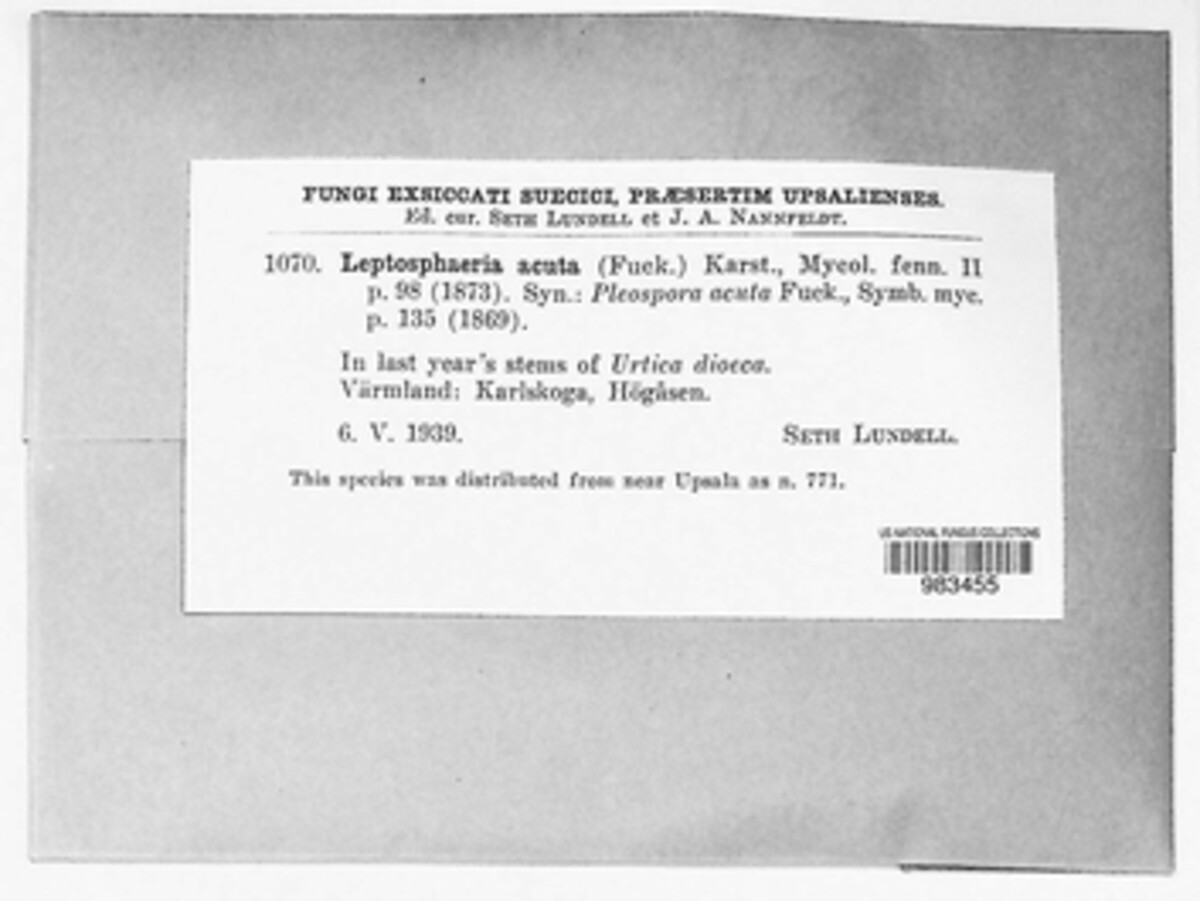 FUNGI EXSICCATI SUECICI, PRÆSERTIM UPSALIENSES.
Ed. cur. SETH LUNDELL et J. A. NANNFELDT.
1070. Leptosphaeria acuta (Fuck.) Karst., Mycol. fenn. II
p. 98 (1873). Syn.: Pleospora acuta Fuck., Symb. myc.
p. 135 (1869).
In last year's stems of Urtica dioeca.
Värmland: Karlskoga, Högåsen.
6. V. 1939. SETH LUNDELL.
This species was distributed from near Upsala as n. 771.
US NATIONAL FUNGUS COLLECTIONS
983455